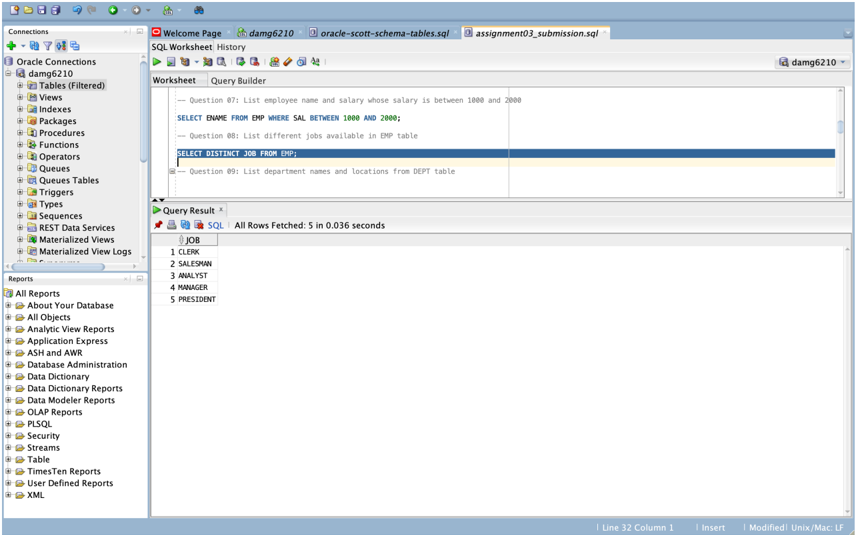 Connections
Oracle Connections
damg6210
Tables (Filtered)
Views
Indexes
Packages
Procedures
Functions
Operators
Queues
Queues Tables
Triggers
Types
Sequences
REST Data Services
Materialized Views
Materialized View Logs
Reports
All Reports
About Your Database
All Objects
Analytic View Reports
Application Express
ASH and AWR
Database Administration
Data Dictionary
Data Dictionary Reports
Data Modeler Reports
OLAP Reports
PLSQL
Security
Streams
Table
TimesTen Reports
User Defined Reports
XML
Welcome Page damg6210 oracle-scott-schema-tables.sql assignment03_submission.sql
SQL Worksheet History
damg6210
Worksheet Query Builder
-- Question 07: List employee name and salary whose salary is between 1000 and 2000
SELECT ENAME FROM EMP WHERE SAL BETWEEN 1000 AND 2000;
-- Question 08: List different jobs available in EMP table
SELECT DISTINCT JOB FROM EMP;
-- Question 09: List department names and locations from DEPT table
Query Result
SQL | All Rows Fetched: 5 in 0.036 seconds
JOB
1 CLERK
2 SALESMAN
3 ANALYST
4 MANAGER
5 PRESIDENT
Line 32 Column 1 | Insert | Modified | Unix/Mac: LF